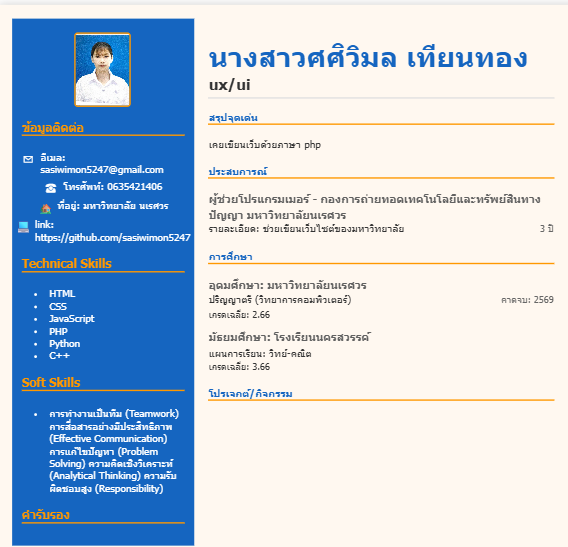 ข้อมูลติดต่อ
อีเมล:
sasiwimon5247@gmail.com
โทรศัพท์: 0635421406
ที่อยู่: มหาวิทยาลัย นเรศวร
link:
https://github.com/sasiwimon5247
Technical Skills
HTML
CSS
JavaScript
PHP
Python
C++
Soft Skills
การทำงานเป็นทีม (Teamwork)
การสื่อสารอย่างมีประสิทธิภาพ
(Effective Communication)
การแก้ไขปัญหา (Problem
Solving) ความคิดเชิงวิเคราะห์
(Analytical Thinking) ความรับ
ผิดชอบสูง (Responsibility)
คำรับรอง
นางสาวศศิวิมล เทียนทอง
ux/ui
สรุปจุดเด่น
เคยเขียนเว็บด้วยภาษา php
ประสบการณ์
ผู้ช่วยโปรแกรมเมอร์ - กองการถ่ายทอดเทคโนโลยีและทรัพย์สินทาง
ปัญญา มหาวิทยาลัยนเรศวร
รายละเอียด: ช่วยเขียนเว็บไซต์ของมหาวิทยาลัย 3 ปี
การศึกษา
อุดมศึกษา: มหาวิทยาลัยนเรศวร
ปริญญาตรี (วิทยาการคอมพิวเตอร์) คาดจบ: 2569
เกรดเฉลี่ย: 2.66
มัธยมศึกษา: โรงเรียนนครสวรรค์
แผนการเรียน: วิทย์-คณิต
เกรดเฉลี่ย: 3.66
โปรเจกต์/กิจกรรม